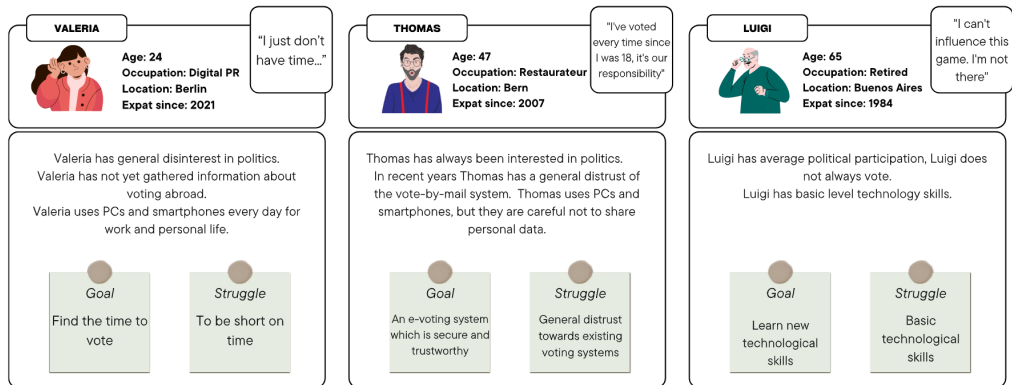 VALERIA
Age: 24
Occupation: Digital PR
Location: Berlin
Expat since: 2021
"I just don't
have time..."
Valeria has general disinterest in politics.
Valeria has not yet gathered information about
voting abroad.
Valeria uses PCs and smartphones every day for
work and personal life.
Goal
Find the time to
vote
Struggle
To be short on
time
THOMAS
Age: 47
Occupation: Restaurateur
Location: Bern
Expat since: 2007
"I've voted
every time since
I was 18, it's our
responsibility"
Thomas has always been interested in politics.
In recent years Thomas has a general distrust of
the vote-by-mail system. Thomas uses PCs and
smartphones, but they are careful not to share
personal data.
Goal
An e-voting system
which is secure and
trustworthy
Struggle
General distrust
towards existing
voting systems
LUIGI
Age: 65
Occupation: Retired
Location: Buenos Aires
Expat since: 1984
"I can't
influence this
game. I'm not
there"
Luigi has average political participation, Luigi does
not always vote.
Luigi has basic level technology skills.
Goal
Learn new
technological
skills
Struggle
Basic
technological
skills